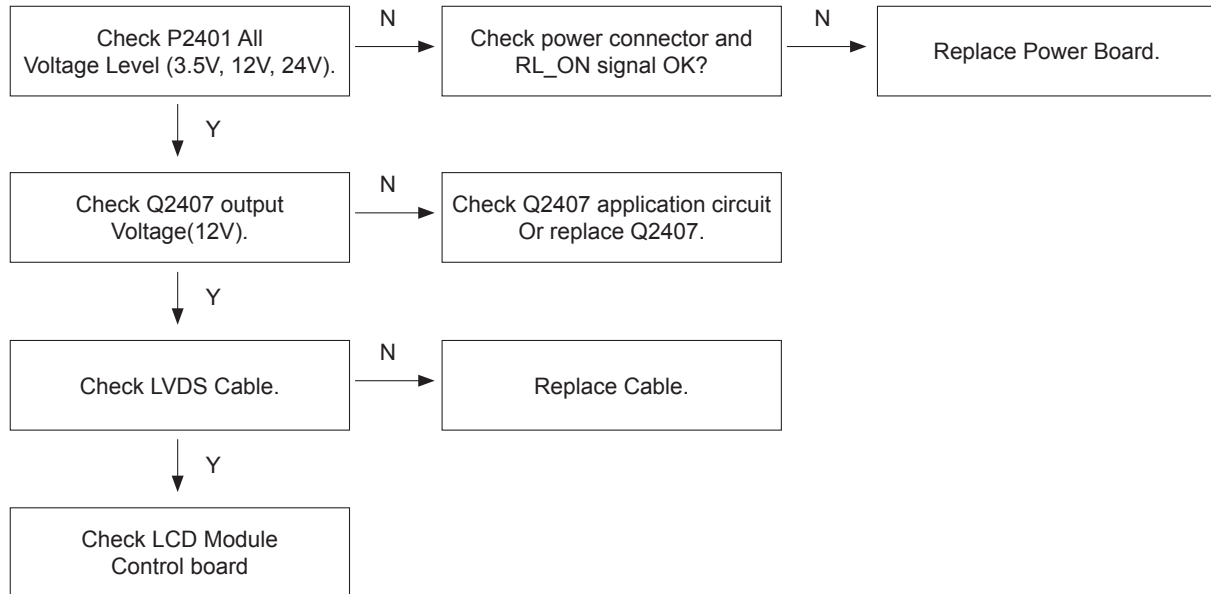 Check P2401 All
Voltage Level (3.5V, 12V, 24V).
N
Check power connector and
RL_ON signal OK?
N
Replace Power Board.
Y
Check Q2407 output
Voltage(12V).
N
Check Q2407 application circuit
Or replace Q2407.
Y
Check LVDS Cable.
N
Replace Cable.
Y
Check LCD Module
Control board